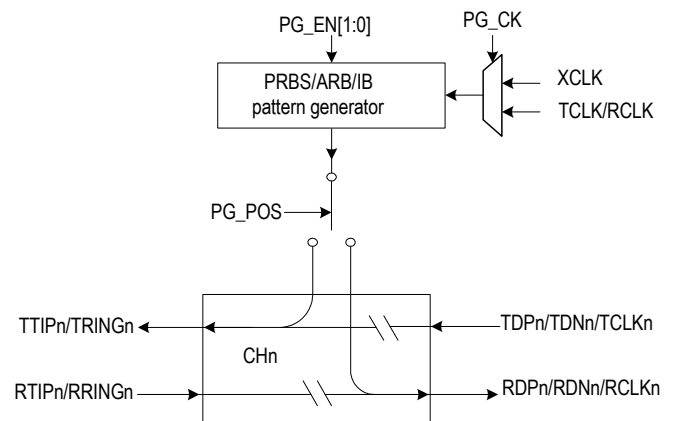 PG_EN[1:0]
PG_CK
PRBS/ARB/IB
pattern generator
XCLK
TCLK/RCLK
PG_POS
TTIPn/TRINGn
TDPn/TDNn/TCLKn
CHn
RTIPn/RRINGn
RDPn/RDNn/RCLKn